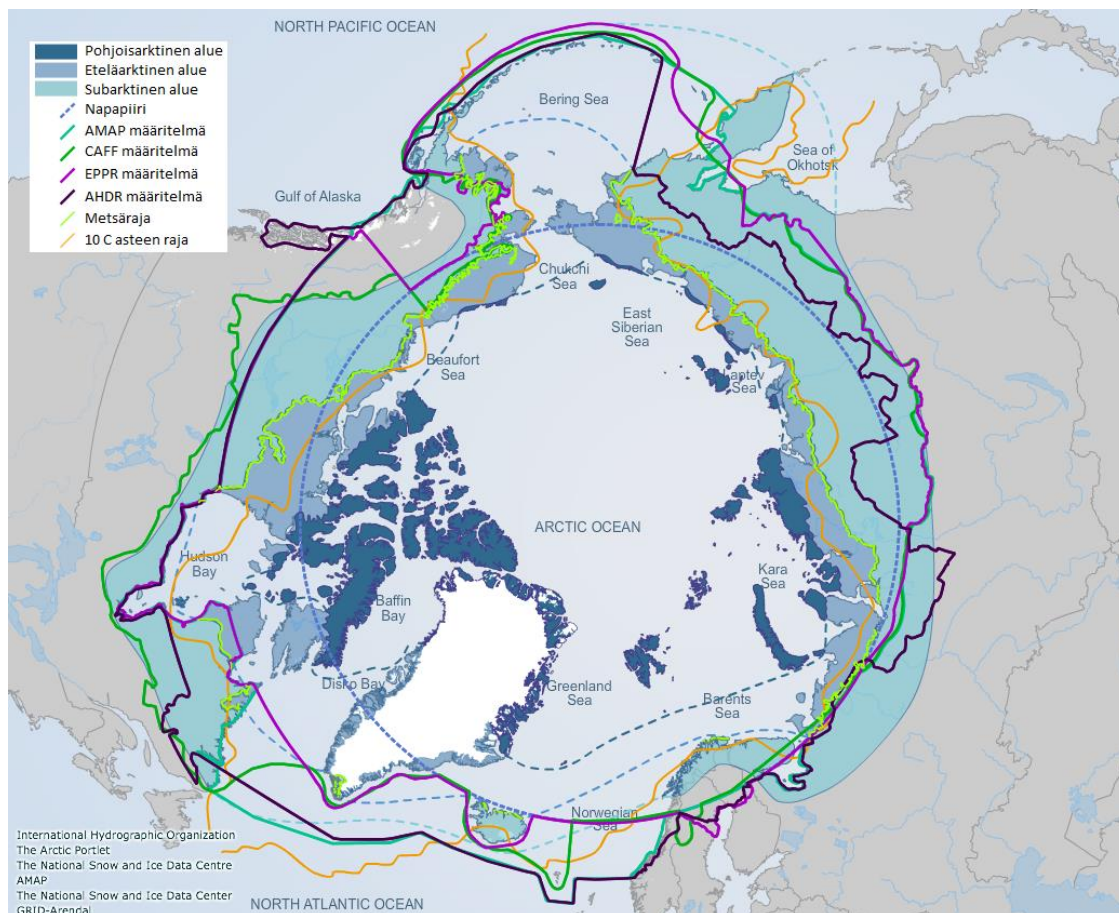 NORTH PACIFIC OCEAN
Pohjoisarktinen alue
Eteläarktinen alue
Subarktinen alue
Napapiiri
AMAP määritelmä
CAFF määritelmä
EPPR määritelmä
AHDR määritelmä
Metsäraja
10 C asteen raja
Bering Sea
Sea of
Okhotsk
Gulf of Alaska
Chukchi
Sea
East
Siberian
Sea
Beaufort
Sea
Laptev
Sea
ARCTIC OCEAN
Hudson
Bay
Kara
Sea
Baffin
Bay
Disko Bay
Greenland
Sea
Barents
Sea
Norwegian
Sea
International Hydrographic Organization
The Arctic Portlet
The National Snow and Ice Data Centre
AMAP
The National Snow and Ice Data Center
GRID-Arendal
NORTH ATLANTIC OCEAN